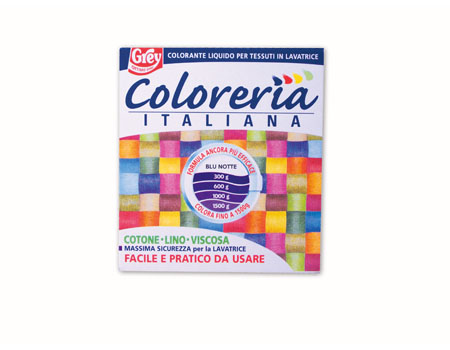 Grey
COLORANTE LIQUIDO PER TESSUTI IN LAVATRICE
Coloreria
ITALIANA
FORMULA ANCORA PIÙ EFFICACE
BLU NOTTE
300 g
600 g
1000 g
1500 g
COLORA FINO A 1500g
COTONE • LINO • VISCOSA
MASSIMA SICUREZZA per la LAVATRICE
FACILE E PRATICO DA USARE